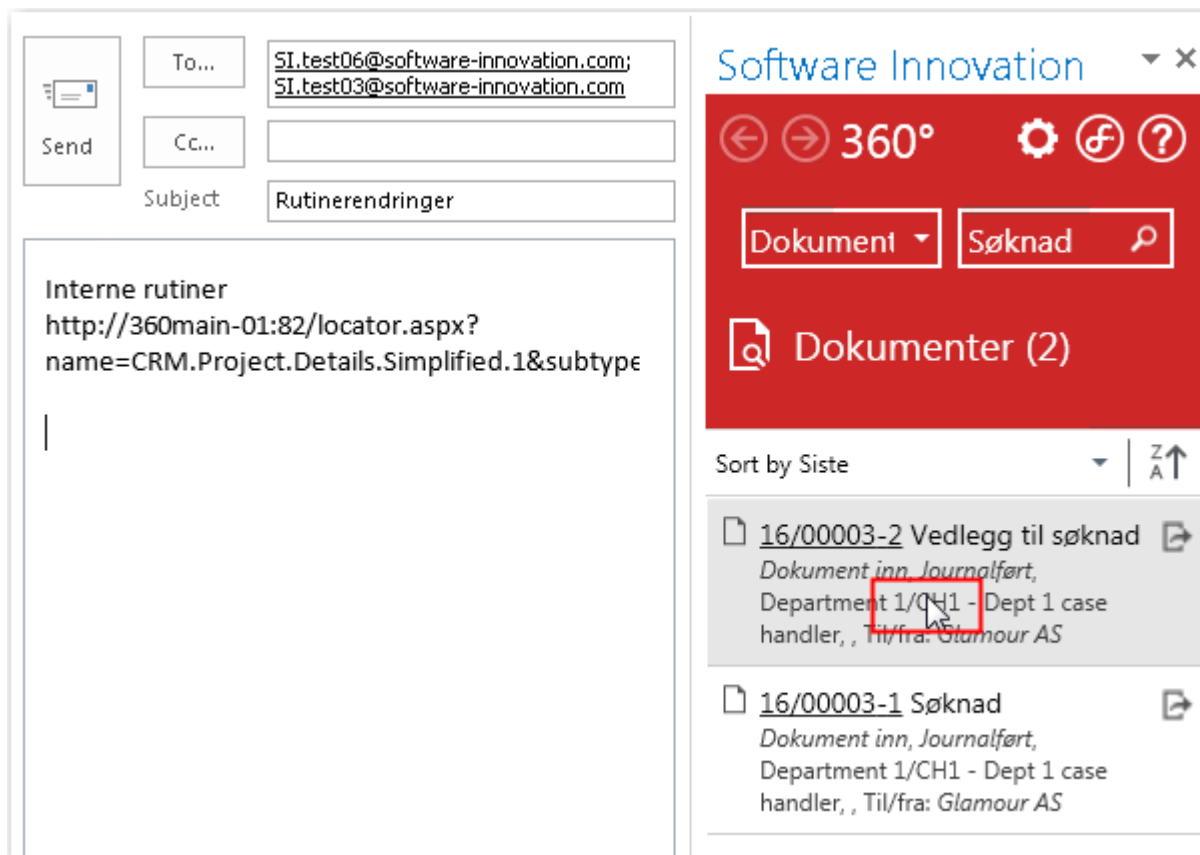 Send
To...
SI.test06@software-innovation.com;
SI.test03@software-innovation.com
Cc...
Subject
Rutinerendringer
Interne rutiner
http://360main-01:82/locator.aspx?
name=CRM.Project.Details.Simplified.1&subtype
Software Innovation
360°
?
Dokument
Søknad
Dokumenter (2)
Sort by Siste
Z
A
16/00003-2 Vedlegg til søknad
Dokument inn, Journalført,
Department 1/CH1 - Dept 1 case
handler, , Til/fra: Glamour AS
16/00003-1 Søknad
Dokument inn, Journalført,
Department 1/CH1 - Dept 1 case
handler, , Til/fra: Glamour AS